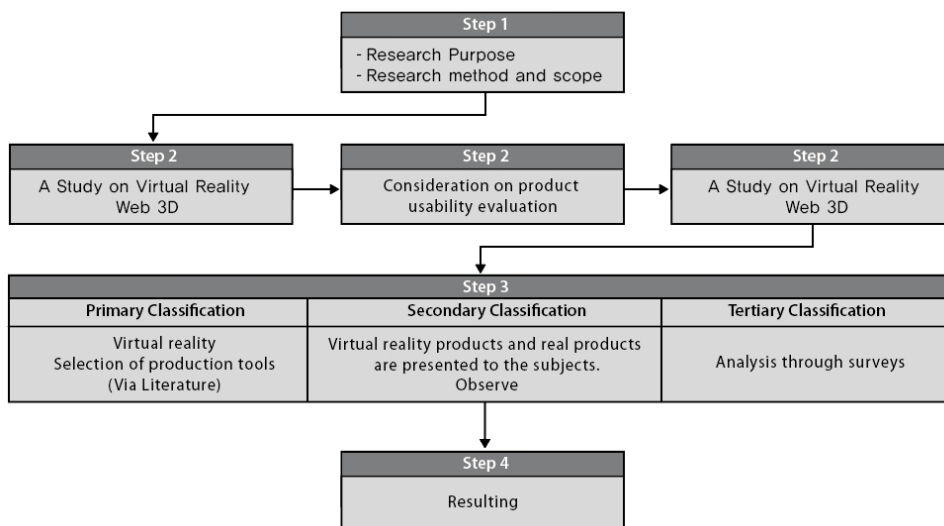 Step 1
- Research Purpose
- Research method and scope
Step 2
A Study on Virtual Reality
Web 3D
Step 2
Consideration on product
usability evaluation
Step 2
A Study on Virtual Reality
Web 3D
Step 3
Primary Classification
Virtual reality
Selection of production tools
(Via Literature)
Secondary Classification
Virtual reality products and real products
are presented to the subjects.
Observe
Tertiary Classification
Analysis through surveys
Step 4
Resulting